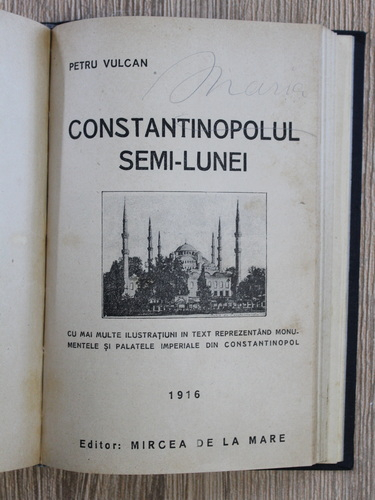 PETRU VULCAN
Maria
CONSTANTINOPOLUL
SEMI-LUNEI
CU MAI MULTE ILUSTRAȚIUNI IN TEXT REPREZENTÂND MONU-
MENTELE ȘI PALATELE IMPERIALE DIN CONSTANTINOPOL
1916
Editor: MIRCEA DE LA MARE